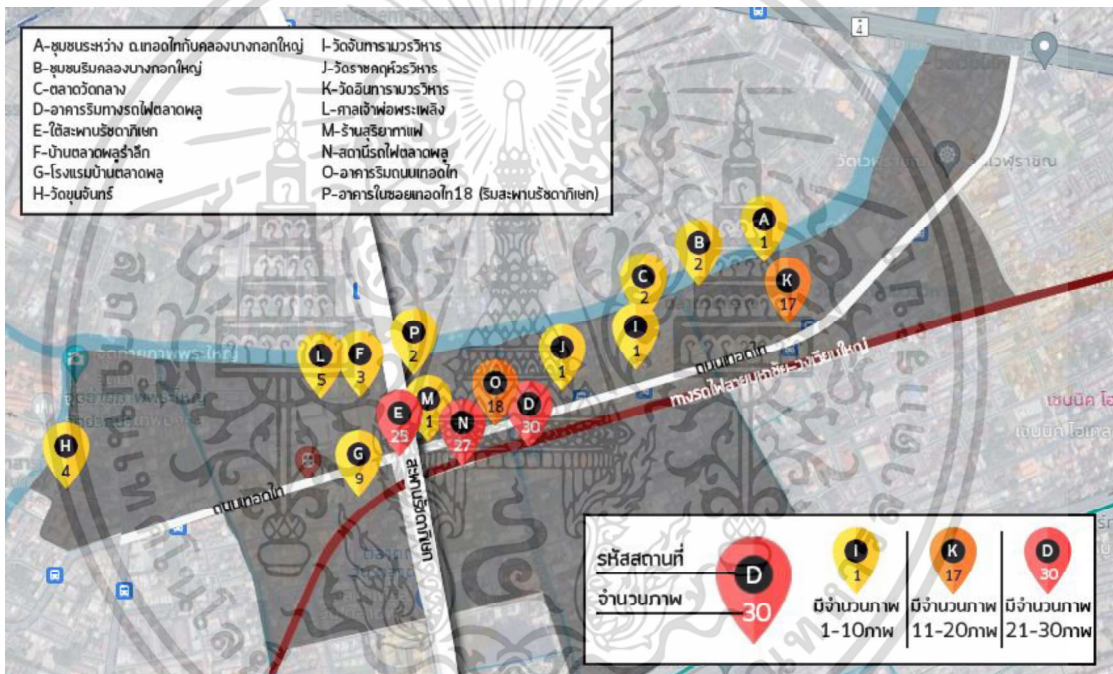 A-ชุมชนระหว่าง ถ.เทอดไทกับคลองบางกอกใหญ่
B-ชุมชนริมคลองบางกอกใหญ่
C-ตลาดวัดกลาง
D-อาคารริมทางรถไฟตลาดพลู
E-ใต้สะพานรัชดาภิเษก
F-บ้านตลาดพลูรำลึก
G-โรงแรมบ้านตลาดพลู
H-วัดขุนจันทร์
I-วัดจันทารามวรวิหาร
J-วัดราชคฤห์วรวิหาร
K-วัดอินทารามวรวิหาร
L-ศาลเจ้าพ่อพระเพลิง
M-ร้านสุริยากาแฟ
N-สถานีรถไฟตลาดพลู
O-อาคารริมถนนเทอดไท
P-อาคารในซอยเทอดไท18 (ริมสะพานรัชดาภิเษก)
4
A
1
B
2
C
2
K
17
I
1
P
2
J
1
L
5
F
3
O
18
M
1
D
30
E
25
N
27
H
4
G
9
ถนนเทอดไท
ทางรถไฟสายมหาชัย-วงเวียนใหญ่
ถนนเทอดไท
สะพานรัชดาภิเษก
รหัสสถานที่
จำนวนภาพ
D
30
I
1
มีจำนวนภาพ
1-10ภาพ
K
17
มีจำนวนภาพ
11-20ภาพ
D
30
มีจำนวนภาพ
21-30ภาพ